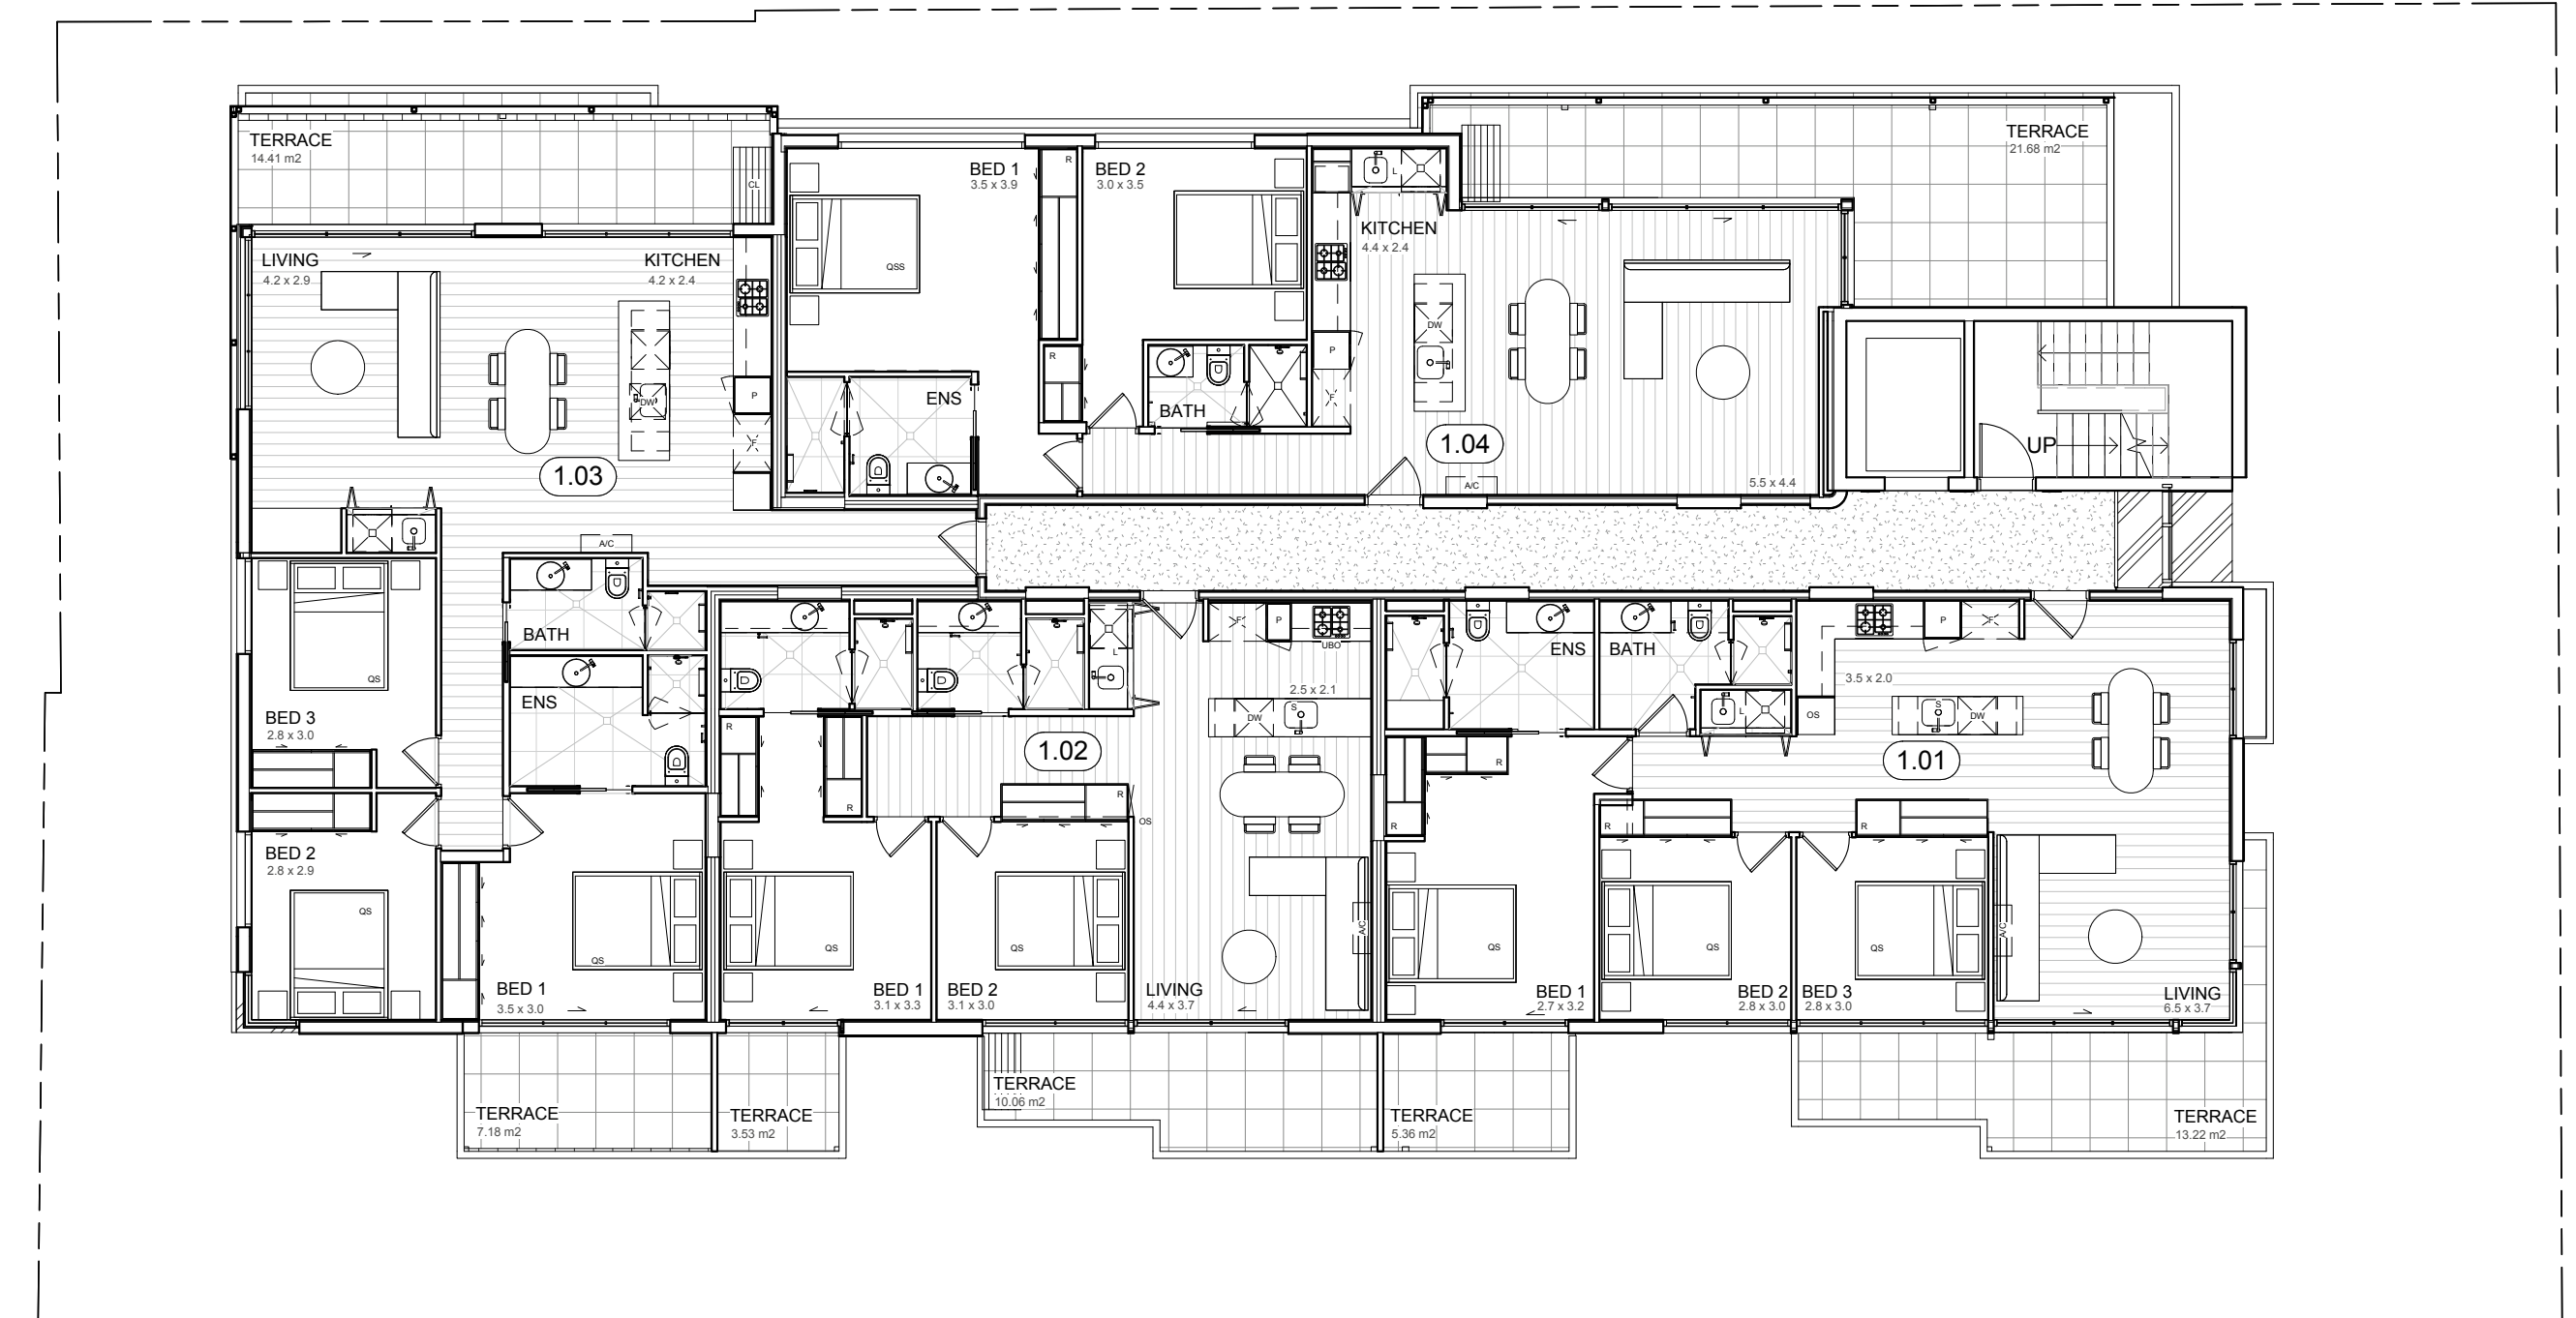 TERRACE
14.41 m2
CL
LIVING
4.2 x 2.9
KITCHEN
4.2 x 2.4
DW
P
F
1.03
A/C
BED 1
3.5 x 3.9
QSS
R
R
ENS
BED 2
3.0 x 3.5
BATH
L
KITCHEN
4.4 x 2.4
DW
P
F
1.04
A/C
5.5 x 4.4
TERRACE
21.68 m2
UP
BATH
ENS
BED 3
2.8 x 3.0
QS
BED 2
2.8 x 2.9
QS
BED 1
3.5 x 3.0
QS
TERRACE
7.18 m2
R
R
1.02
R
OS
L
F
P
UBO
2.5 x 2.1
DW
S
BED 1
3.1 x 3.3
QS
BED 2
3.1 x 3.0
QS
LIVING
4.4 x 3.7
A/C
TERRACE
3.53 m2
TERRACE
10.06 m2
ENS
BATH
L
OS
3.5 x 2.0
P
F
S
DW
1.01
R
R
R
R
BED 1
2.7 x 3.2
QS
BED 2
2.8 x 3.0
QS
BED 3
2.8 x 3.0
QS
A/C
LIVING
6.5 x 3.7
TERRACE
5.36 m2
TERRACE
13.22 m2